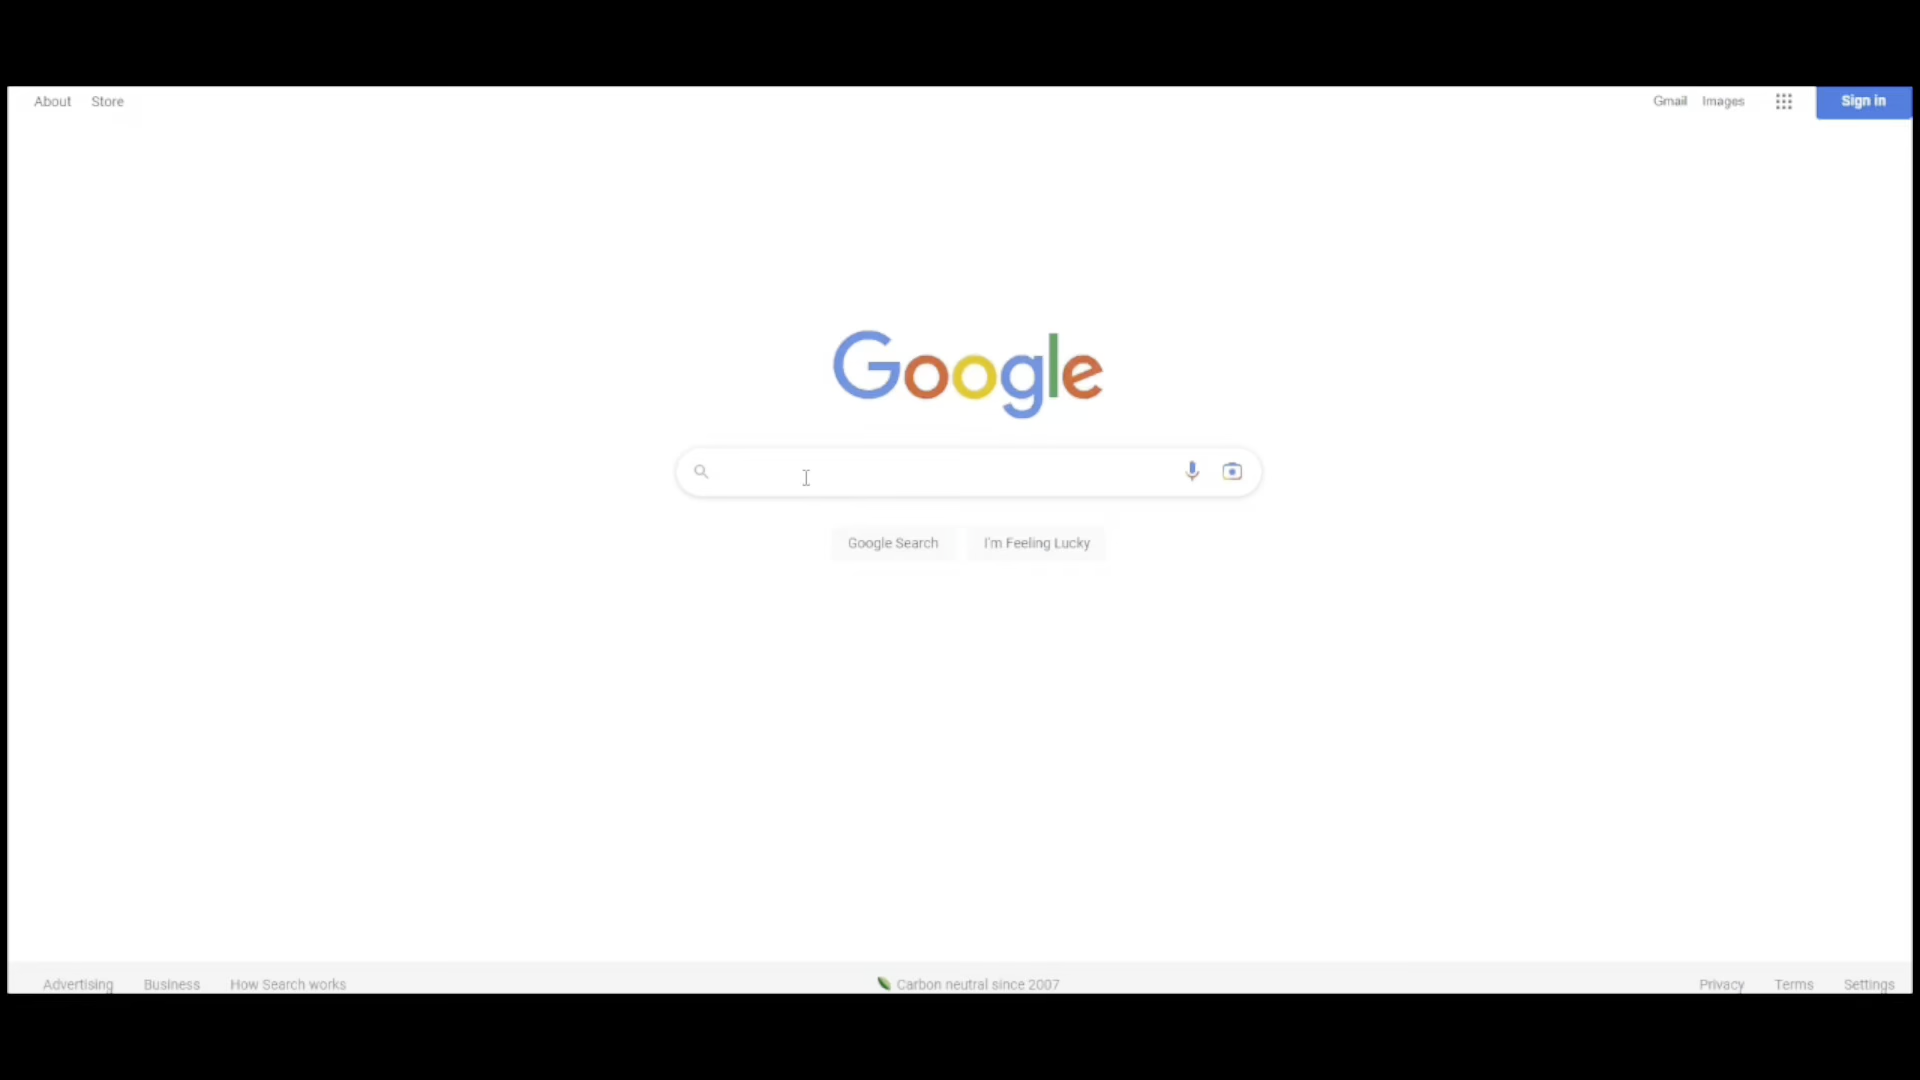 About Store Gmail Images Sign in
Google
Google Search I'm Feeling Lucky
Advertising Business How Search works Carbon neutral since 2007 Privacy Terms Settings